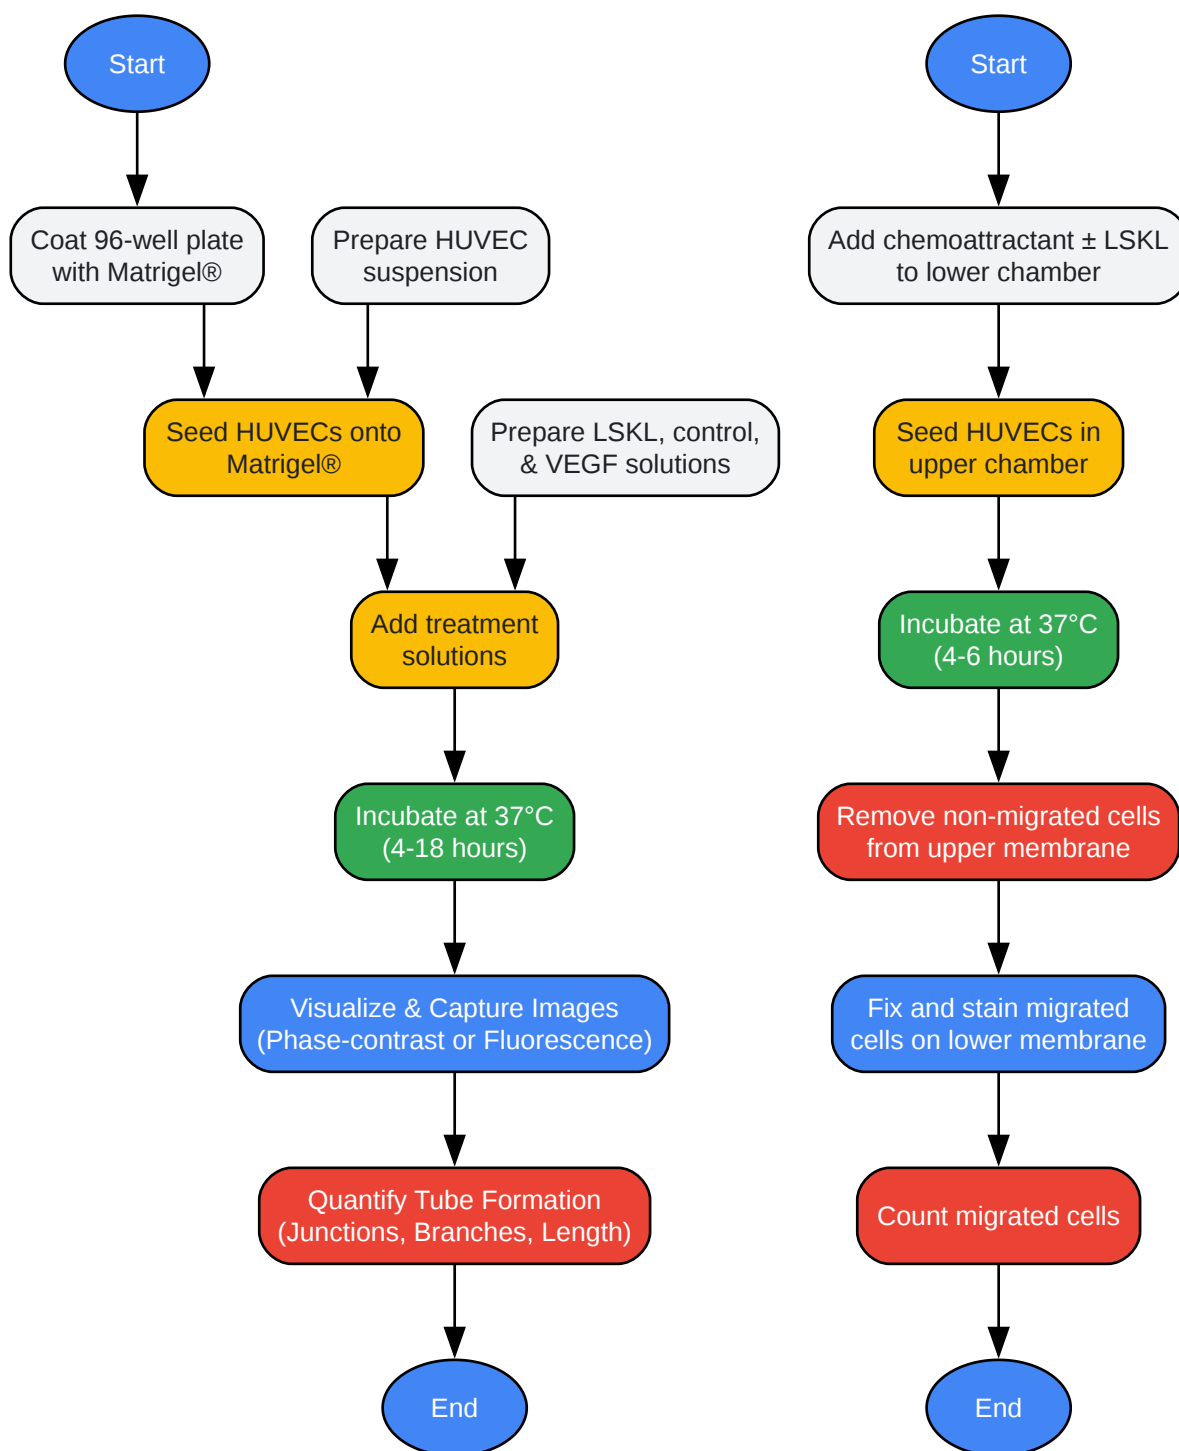 Start
Coat 96-well plate
with Matrigel®
Prepare HUVEC
suspension
Seed HUVECs onto
Matrigel®
Prepare LSKL, control,
& VEGF solutions
Add treatment
solutions
Incubate at 37°C
(4-18 hours)
Visualize & Capture Images
(Phase-contrast or Fluorescence)
Quantify Tube Formation
(Junctions, Branches, Length)
End
Start
Add chemoattractant ± LSKL
to lower chamber
Seed HUVECs in
upper chamber
Incubate at 37°C
(4-6 hours)
Remove non-migrated cells
from upper membrane
Fix and stain migrated
cells on lower membrane
Count migrated cells
End